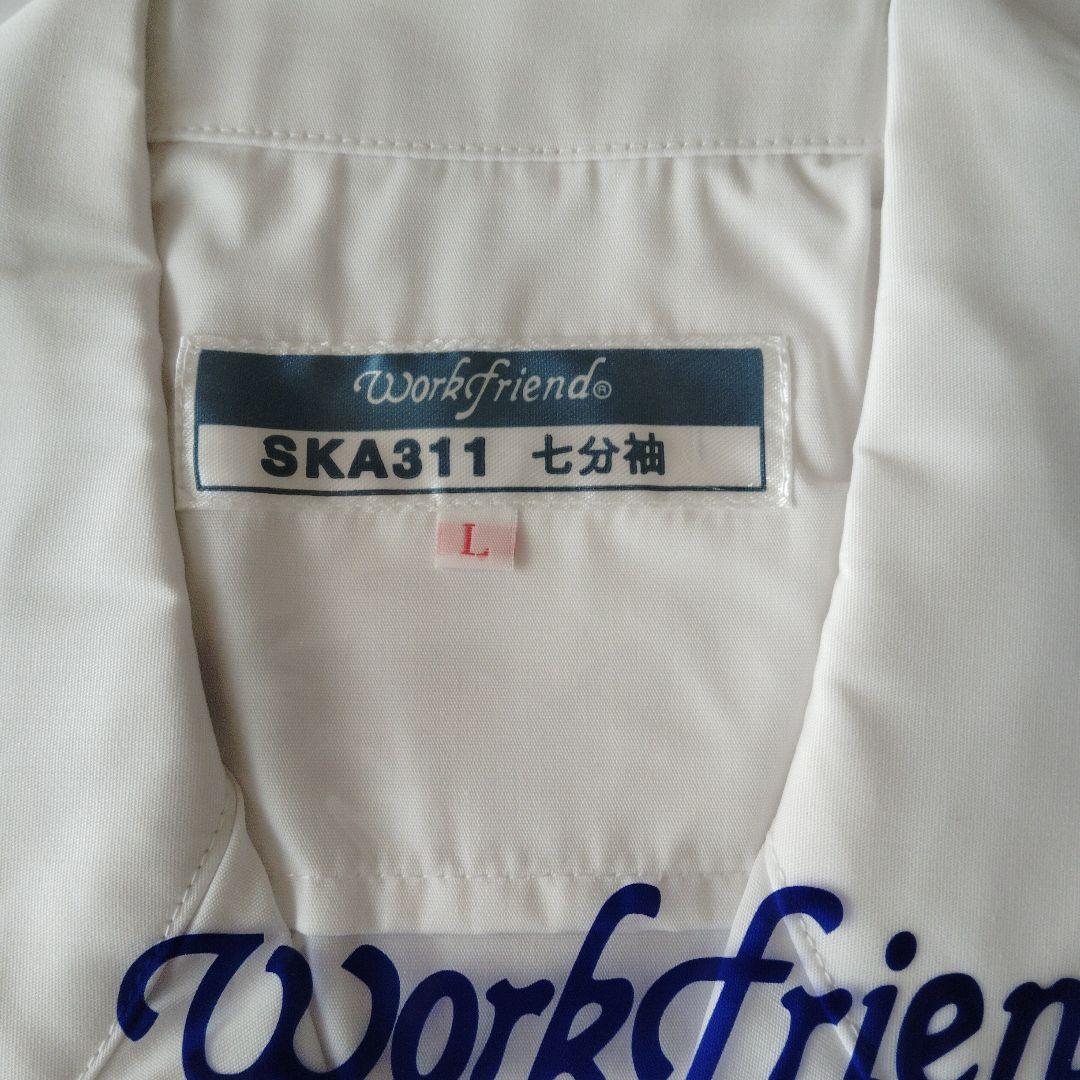 Workfriend®
SKA311 七分袖
L
Workfrien